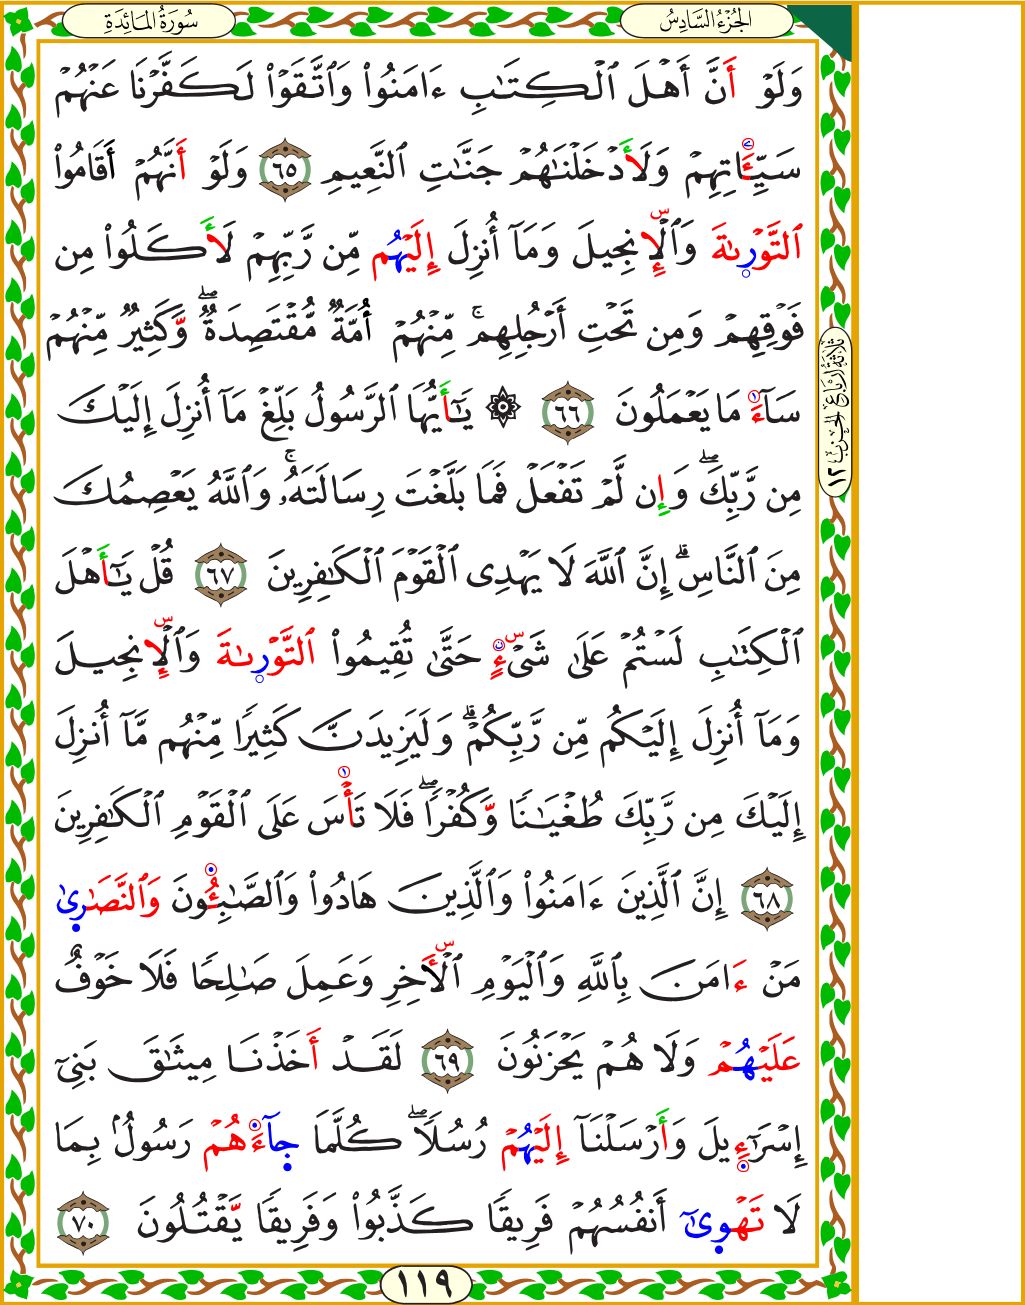 سُورَةُ المَائِدَةِ
الجُزْءُ السَّادِسُ
وَلَوْ أَنَّ أَهْلَ ٱلْكِتَٰبِ ءَامَنُواْ وَٱتَّقَوْاْ لَكَفَّرْنَا عَنْهُمْ
سَيِّـَٔاتِهِمْ وَلَأَدْخَلْنَٰهُمْ جَنَّٰتِ ٱلنَّعِيمِ ٦٥ وَلَوْ أَنَّهُمْ أَقَامُواْ
ٱلتَّوْرَىٰةَ وَٱلْإِنجِيلَ وَمَآ أُنزِلَ إِلَيْهُم مِّن رَّبِّهِمْ لَأَكَلُواْ مِن
فَوْقِهِمْ وَمِن تَحْتِ أَرْجُلِهِمۚ مِّنْهُمْ أُمَّةٌ مُّقْتَصِدَةٌۖ وَكَثِيرٌ مِّنْهُمْ
سَآءَ مَا يَعْمَلُونَ ٦٦ ۞ يَٰٓأَيُّهَا ٱلرَّسُولُ بَلِّغْ مَآ أُنزِلَ إِلَيْكَ
مِن رَّبِّكَۖ وَإِن لَّمْ تَفْعَلْ فَمَا بَلَّغْتَ رِسَالَتَهُۥۚ وَٱللَّهُ يَعْصِمُكَ
مِنَ ٱلنَّاسِۗ إِنَّ ٱللَّهَ لَا يَهْدِى ٱلْقَوْمَ ٱلْكَٰفِرِينَ ٦٧ قُلْ يَٰٓأَهْلَ
ٱلْكِتَٰبِ لَسْتُمْ عَلَىٰ شَىْءٍ حَتَّىٰ تُقِيمُواْ ٱلتَّوْرَىٰةَ وَٱلْإِنجِيلَ
وَمَآ أُنزِلَ إِلَيْكُم مِّن رَّبِّكُمْۗ وَلَيَزِيدَنَّ كَثِيرًا مِّنْهُم مَّآ أُنزِلَ
إِلَيْكَ مِن رَّبِّكَ طُغْيَٰنًا وَكُفْرًاۖ فَلَا تَأْسَ عَلَى ٱلْقَوْمِ ٱلْكَٰفِرِينَ
٦٨ إِنَّ ٱلَّذِينَ ءَامَنُواْ وَٱلَّذِينَ هَادُواْ وَٱلصَّٰبِـُٔونَ وَٱلنَّصَٰرِىٰ
مَنْ ءَامَنَ بِٱللَّهِ وَٱلْيَوْمِ ٱلْأَخِرِ وَعَمِلَ صَٰلِحًا فَلَا خَوْفٌ
عَلَيْهُمْ وَلَا هُمْ يَحْزَنُونَ ٦٩ لَقَدْ أَخَذْنَا مِيثَٰقَ بَنِىٓ
إِسْرَٰٓءِيلَ وَأَرْسَلْنَآ إِلَيْهُمْ رُسُلًاۖ كُلَّمَا جَآءَهُمْ رَسُولُۢ بِمَا
لَا تَهْوِىٰٓ أَنفُسُهُمْ فَرِيقًا كَذَّبُواْ وَفَرِيقًا يَقْتُلُونَ ٧٠
ثَلَاثَةُ أَرْبَاعِ الحِزْبِ ١٢
١١٩